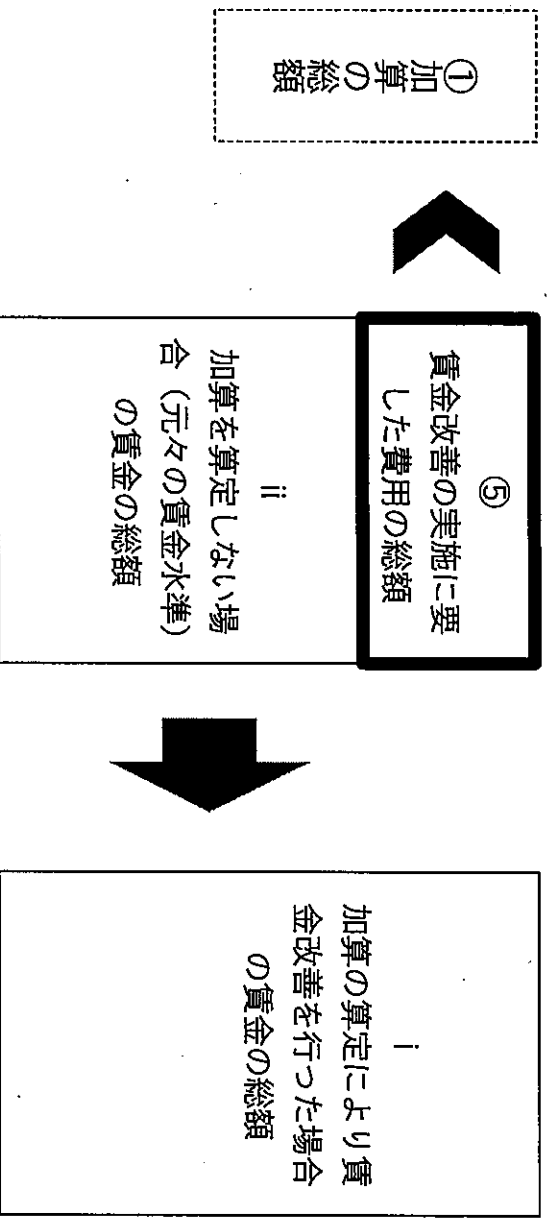 ①加算の総額
⑤
賃金改善の実施に要
した費用の総額
ii
加算を算定しない場
合（元々の賃金水準）
の賃金の総額
i
加算の算定により賃
金改善を行った場合
の賃金の総額